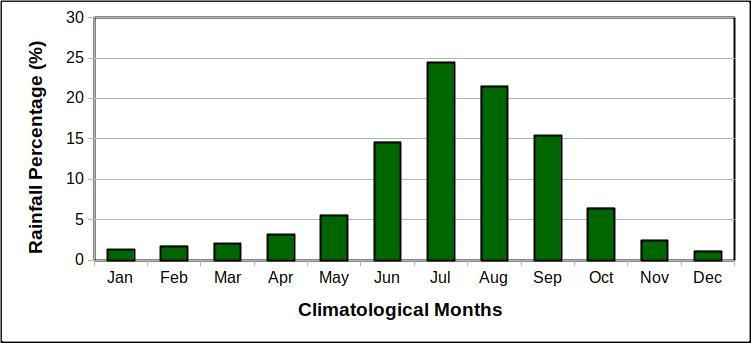 Rainfall Percentage (%)
30
25
20
15
10
5
0
Jan Feb Mar Apr May Jun Jul Aug Sep Oct Nov Dec
Climatological Months